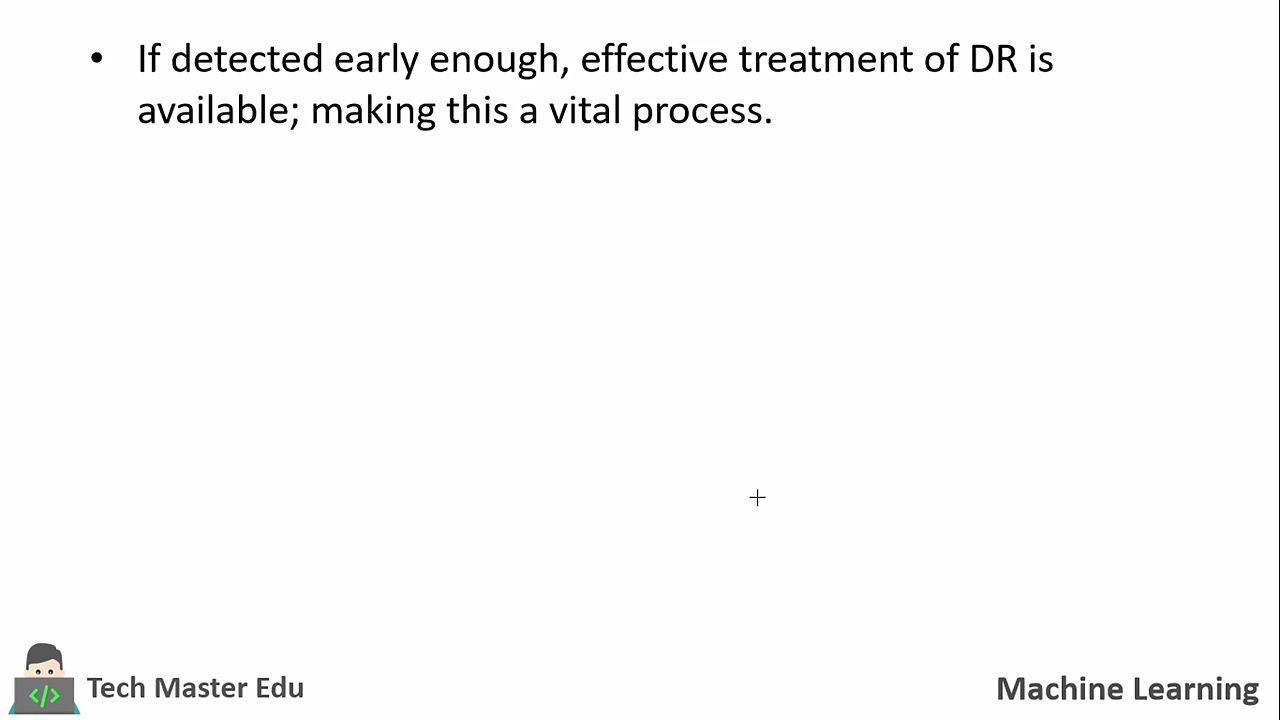 • If detected early enough, effective treatment of DR is
available; making this a vital process.
</>
Tech Master Edu
Machine Learning